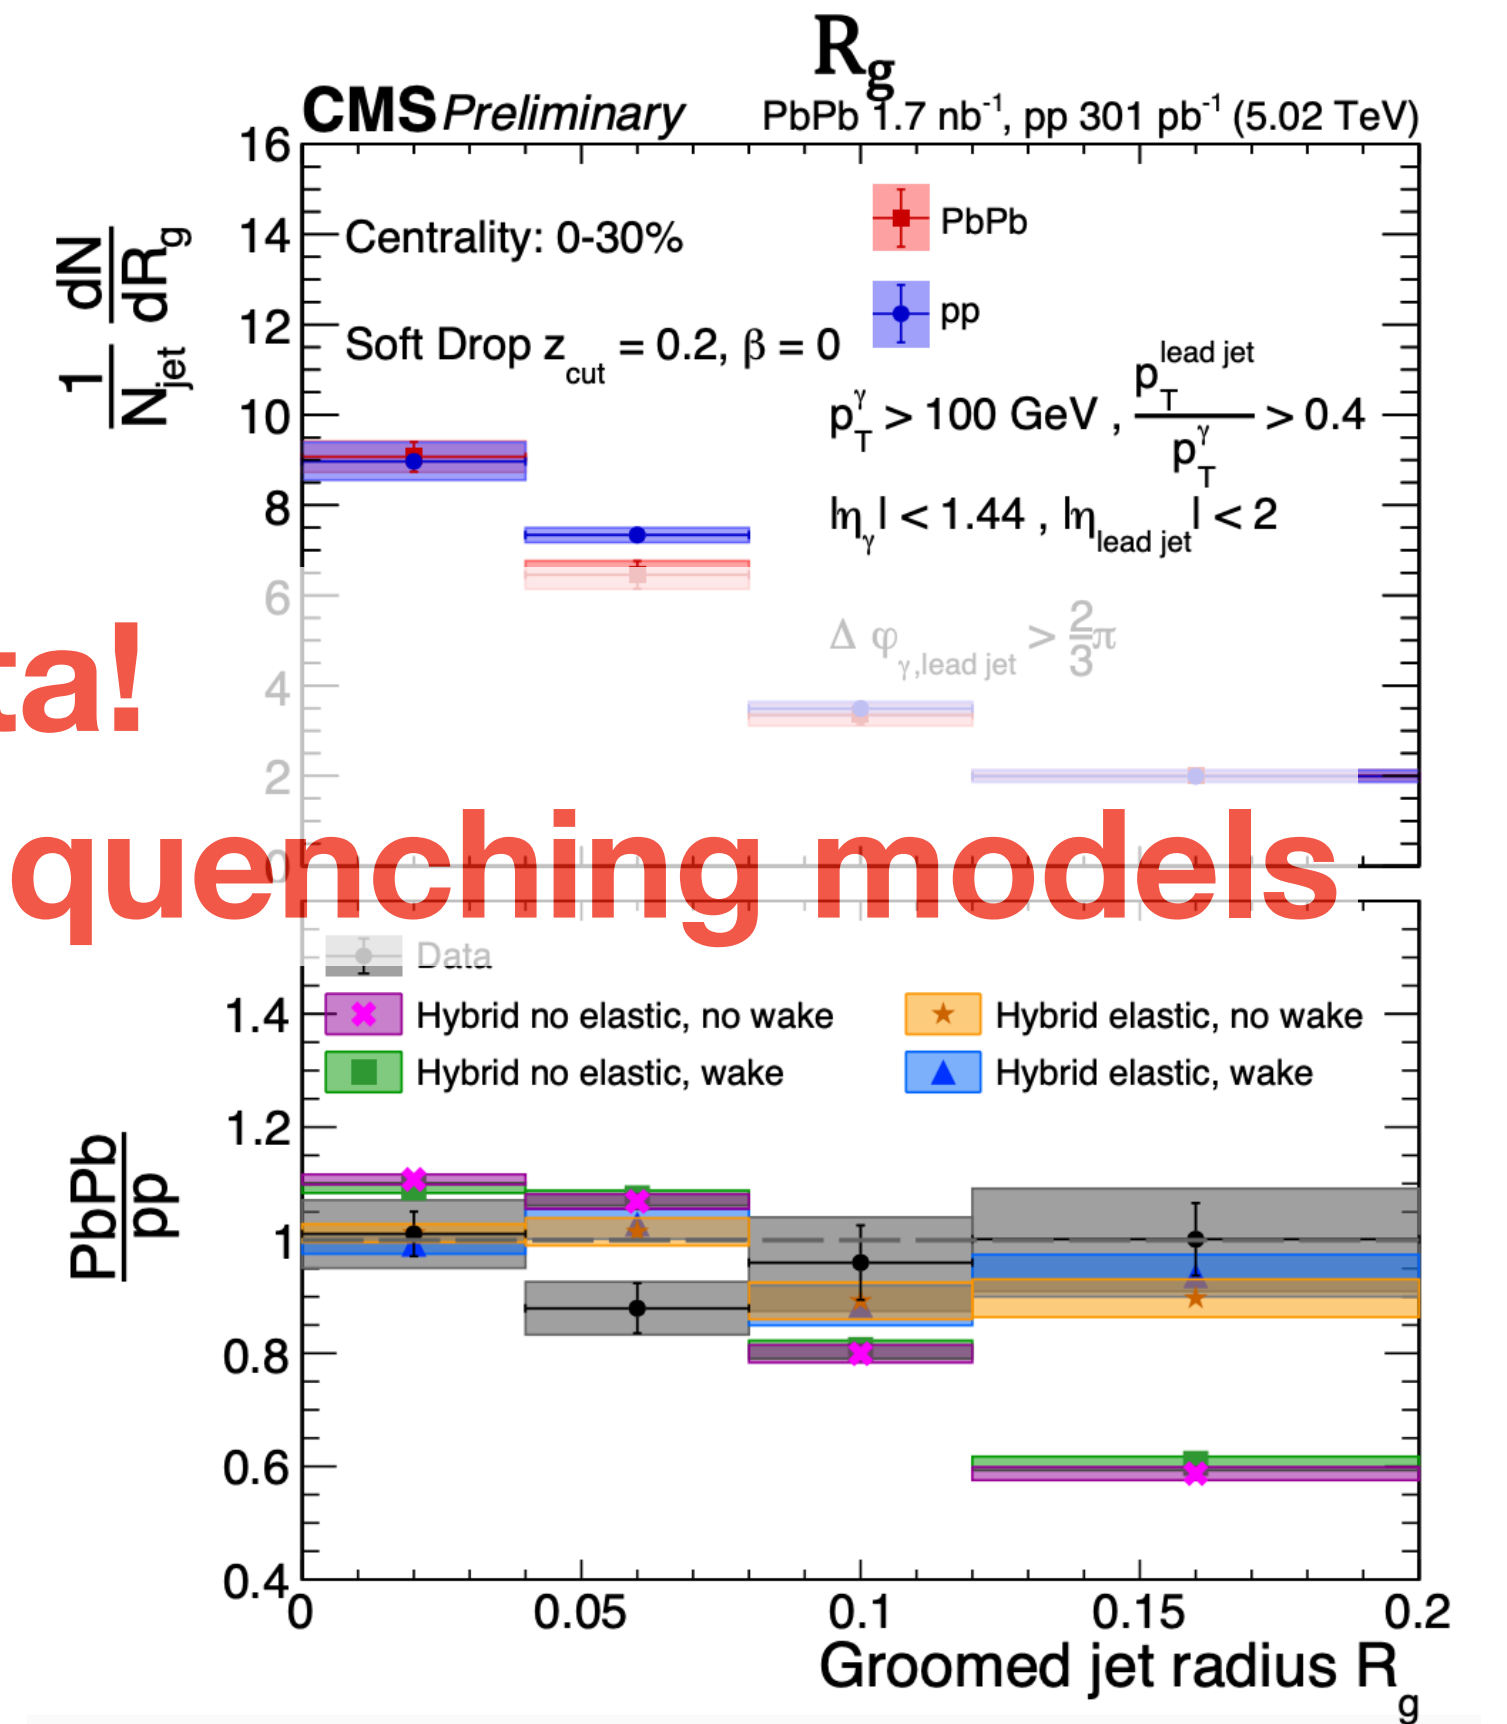 R_g
CMS Preliminary
PbPb 1.7 nb⁻¹, pp 301 pb⁻¹ (5.02 TeV)
16
14
12
10
8
6
4
2
0
1/N_jet dN/dR_g
Centrality: 0-30%
Soft Drop z_cut = 0.2, β = 0
PbPb
pp
p_T^γ > 100 GeV , p_T^lead jet / p_T^γ > 0.4
|η_γ| < 1.44 , |η_lead jet| < 2
Δ φ_γ,lead jet > 2/3 π
ta!
quenching models
Data
Hybrid no elastic, no wake
Hybrid elastic, no wake
Hybrid no elastic, wake
Hybrid elastic, wake
PbPb/pp
1.4
1.2
1
0.8
0.6
0.4
0
0.05
0.1
0.15
0.2
Groomed jet radius R_g